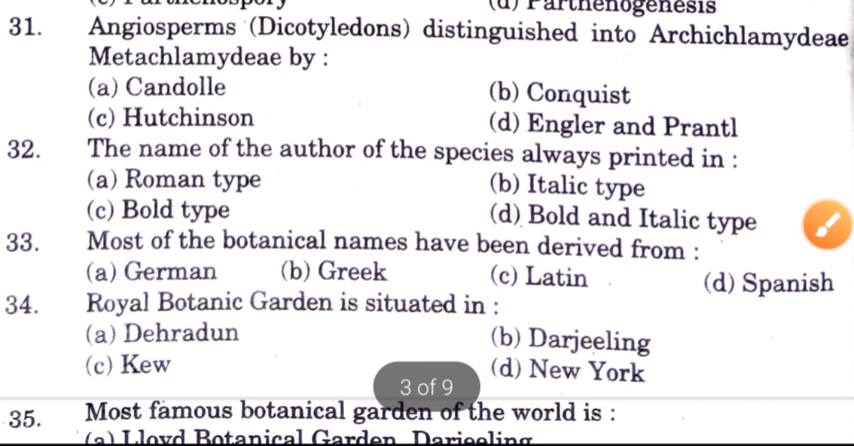 (d) Parthenogenesis
31. Angiosperms (Dicotyledons) distinguished into Archichlamydeae
Metachlamydeae by :
(a) Candolle (b) Conquist
(c) Hutchinson (d) Engler and Prantl
32. The name of the author of the species always printed in :
(a) Roman type (b) Italic type
(c) Bold type (d) Bold and Italic type
33. Most of the botanical names have been derived from :
(a) German (b) Greek (c) Latin (d) Spanish
34. Royal Botanic Garden is situated in :
(a) Dehradun (b) Darjeeling
(c) Kew (d) New York
3 of 9
35. Most famous botanical garden of the world is :
(a) Lloyd Botanical Garden, Darjeeling